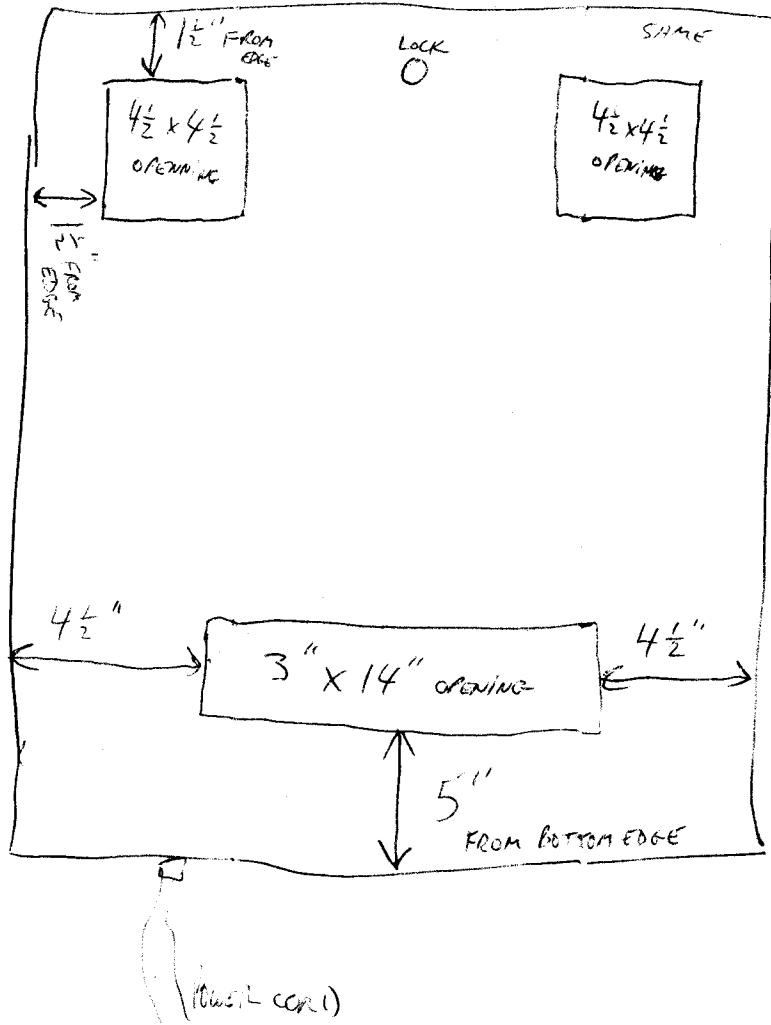 1½" FROM
EDGE
LOCK
SAME
4½ x 4½
OPENNING
4½ x 4½
OPENING
1½" FROM
EDGE
4½"
3" x 14" OPENING
4½"
5"
FROM BOTTOM EDGE
POWER CORD